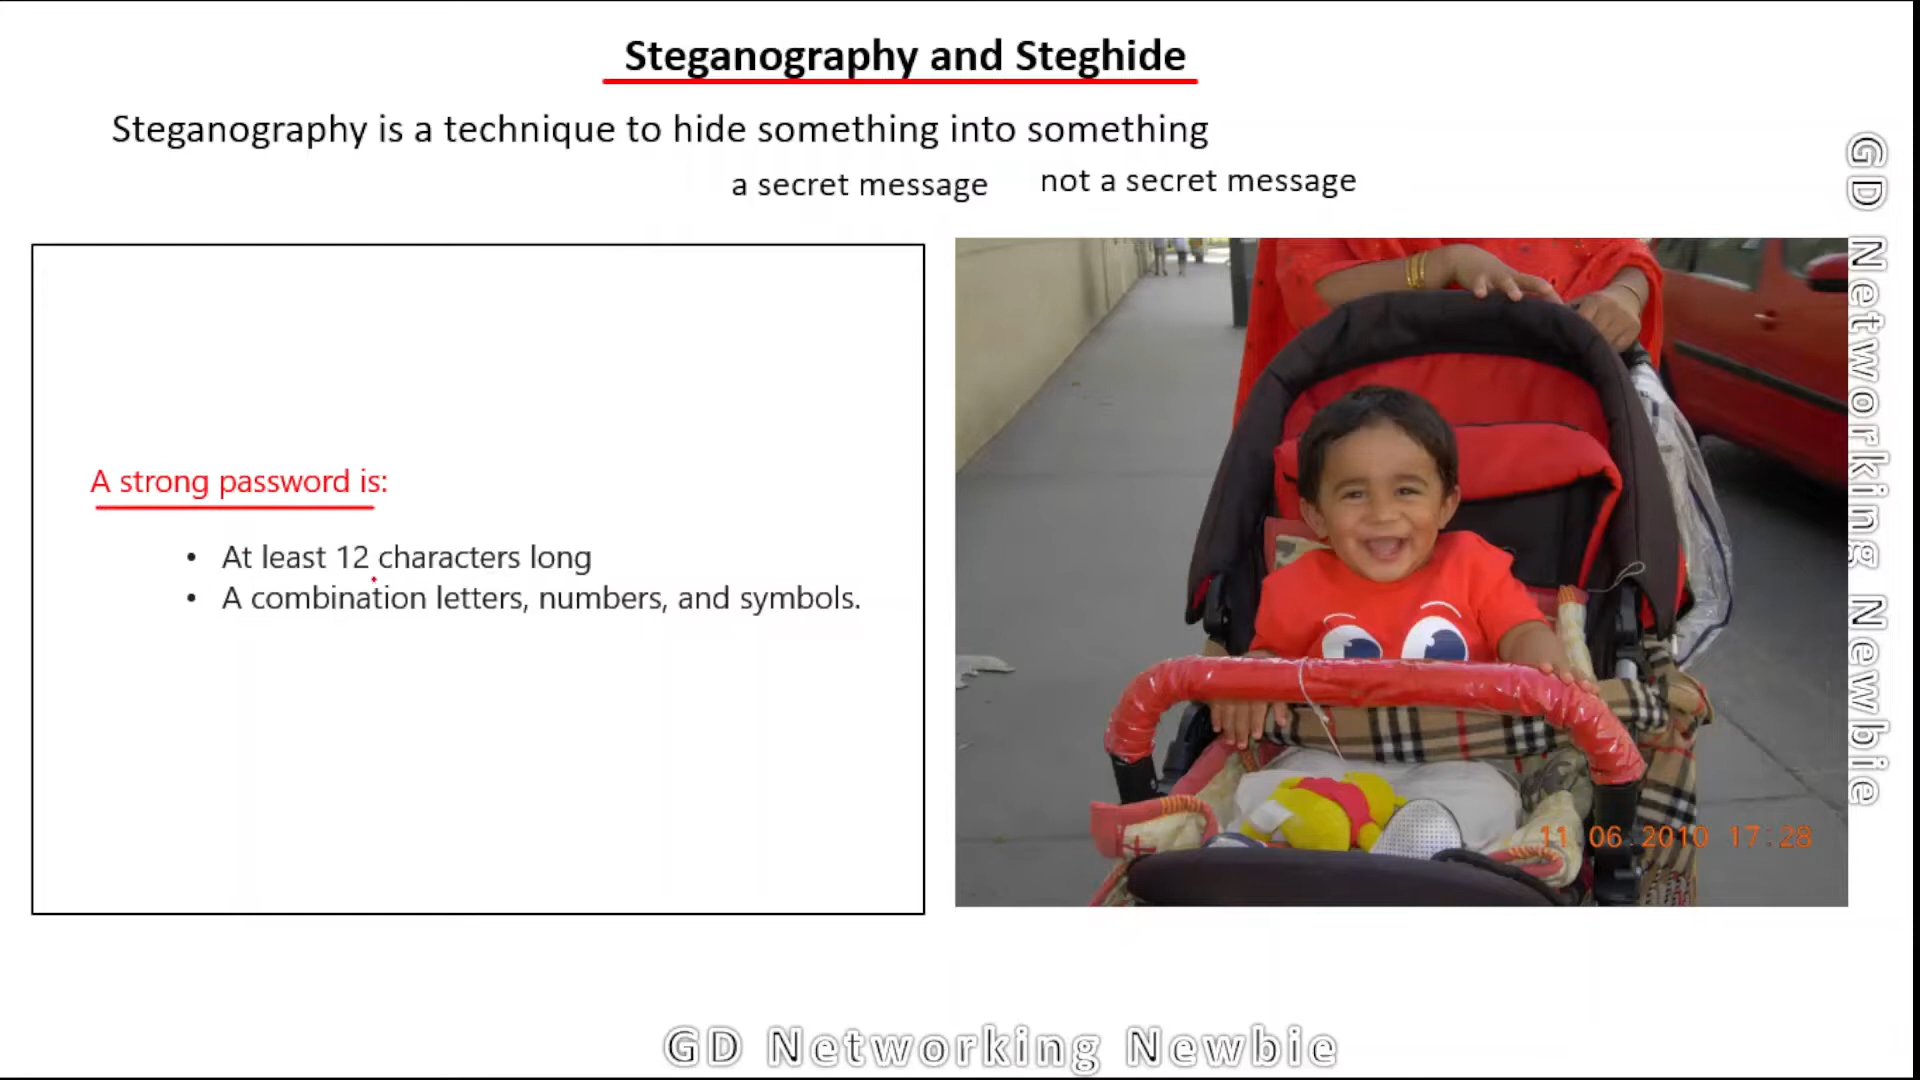 Steganography and Steghide
Steganography is a technique to hide something into something
a secret message not a secret message
A strong password is:
• At least 12 characters long
• A combination letters, numbers, and symbols.
11 06 2010 17:28
GD Networking Newbie
GD Networking Newbie